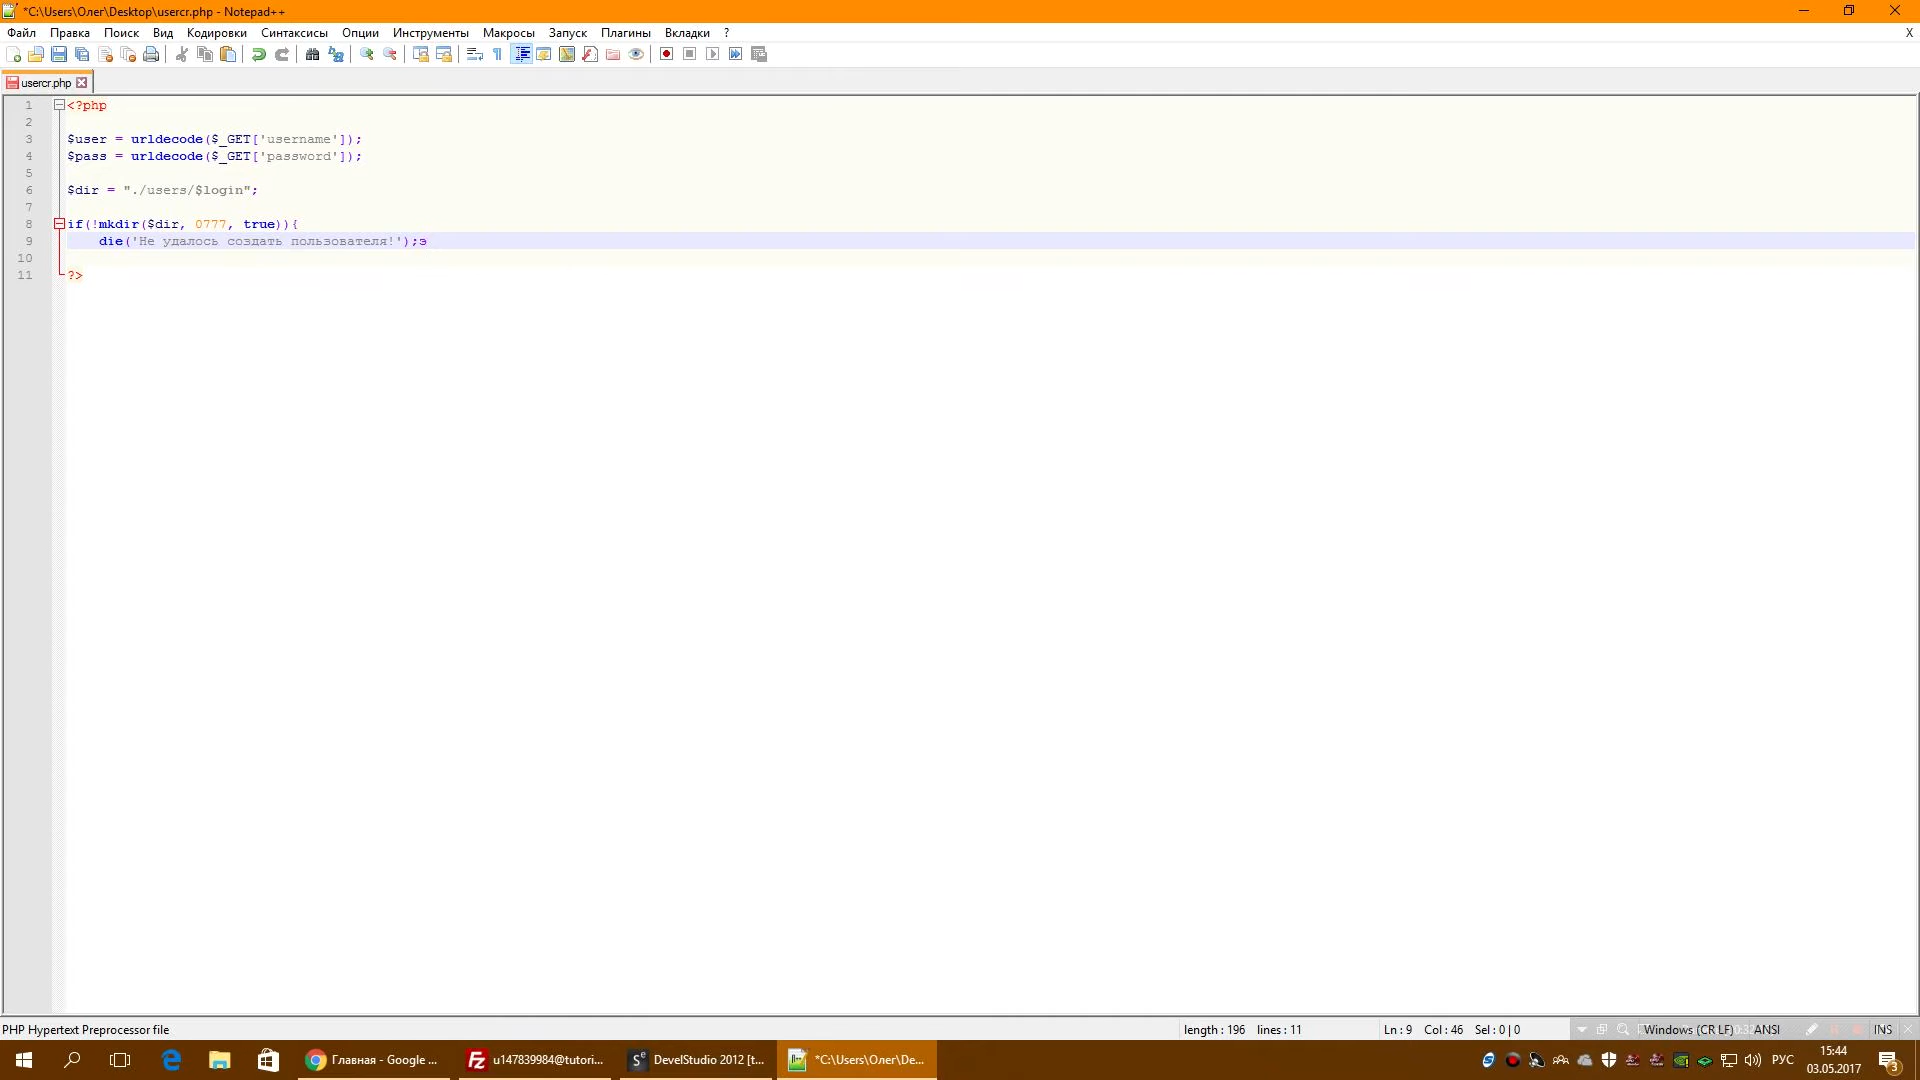 *C:\Users\Олег\Desktop\usercr.php - Notepad++
Файл Правка Поиск Вид Кодировки Синтаксисы Опции Инструменты Макросы Запуск Плагины Вкладки ? X
usercr.php
1 <?php
2
3 $user = urldecode($_GET['username']);
4 $pass = urldecode($_GET['password']);
5
6 $dir = "./users/$login";
7
8 if(!mkdir($dir, 0777, true)){
9 die('Не удалось создать пользователя!');э
10
11 ?>
PHP Hypertext Preprocessor file length : 196 lines : 11 Ln : 9 Col : 46 Sel : 0 | 0 Windows (CR LF) ANSI INS
Главная - Google ... u147839984@tutori... DevelStudio 2012 [t... *C:\Users\Олег\De... РУС 15:44
03.05.2017 3